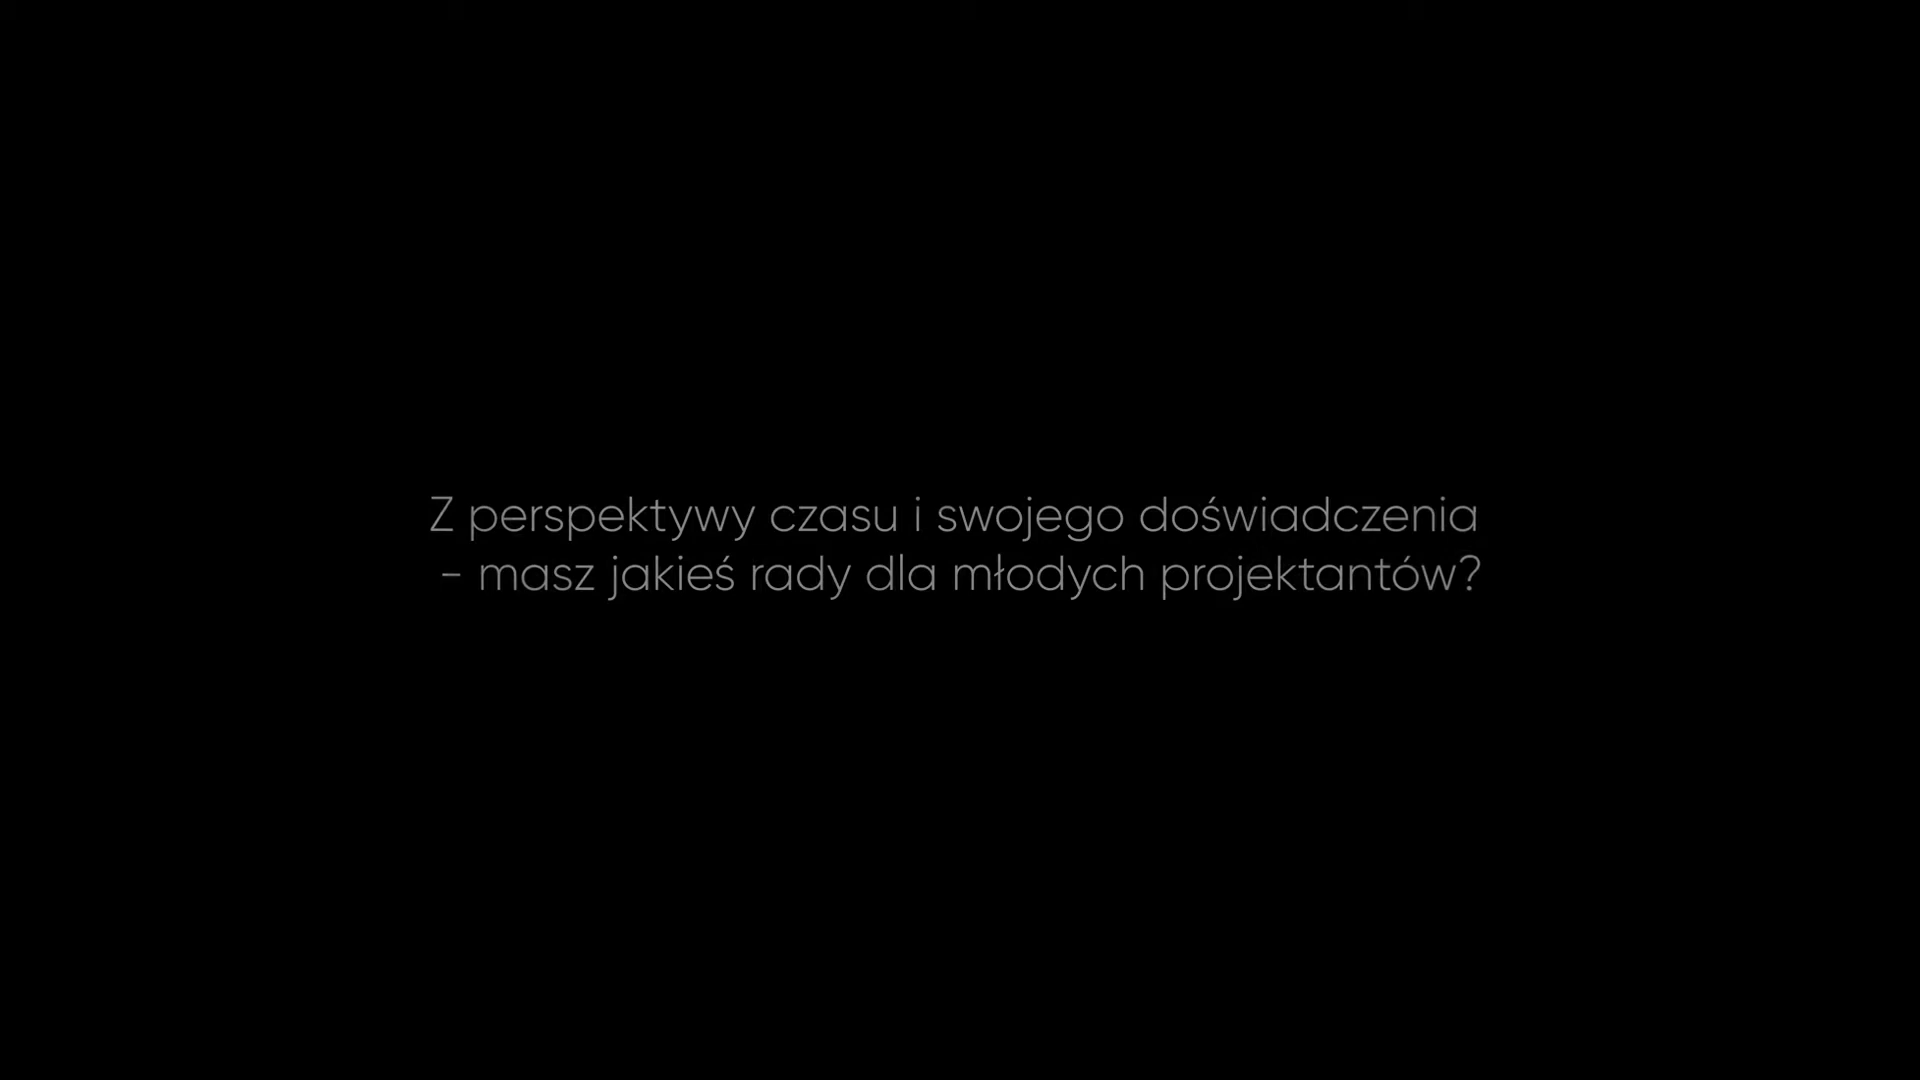 Z perspektywy czasu i swojego doświadczenia
- masz jakieś rady dla młodych projektantów?